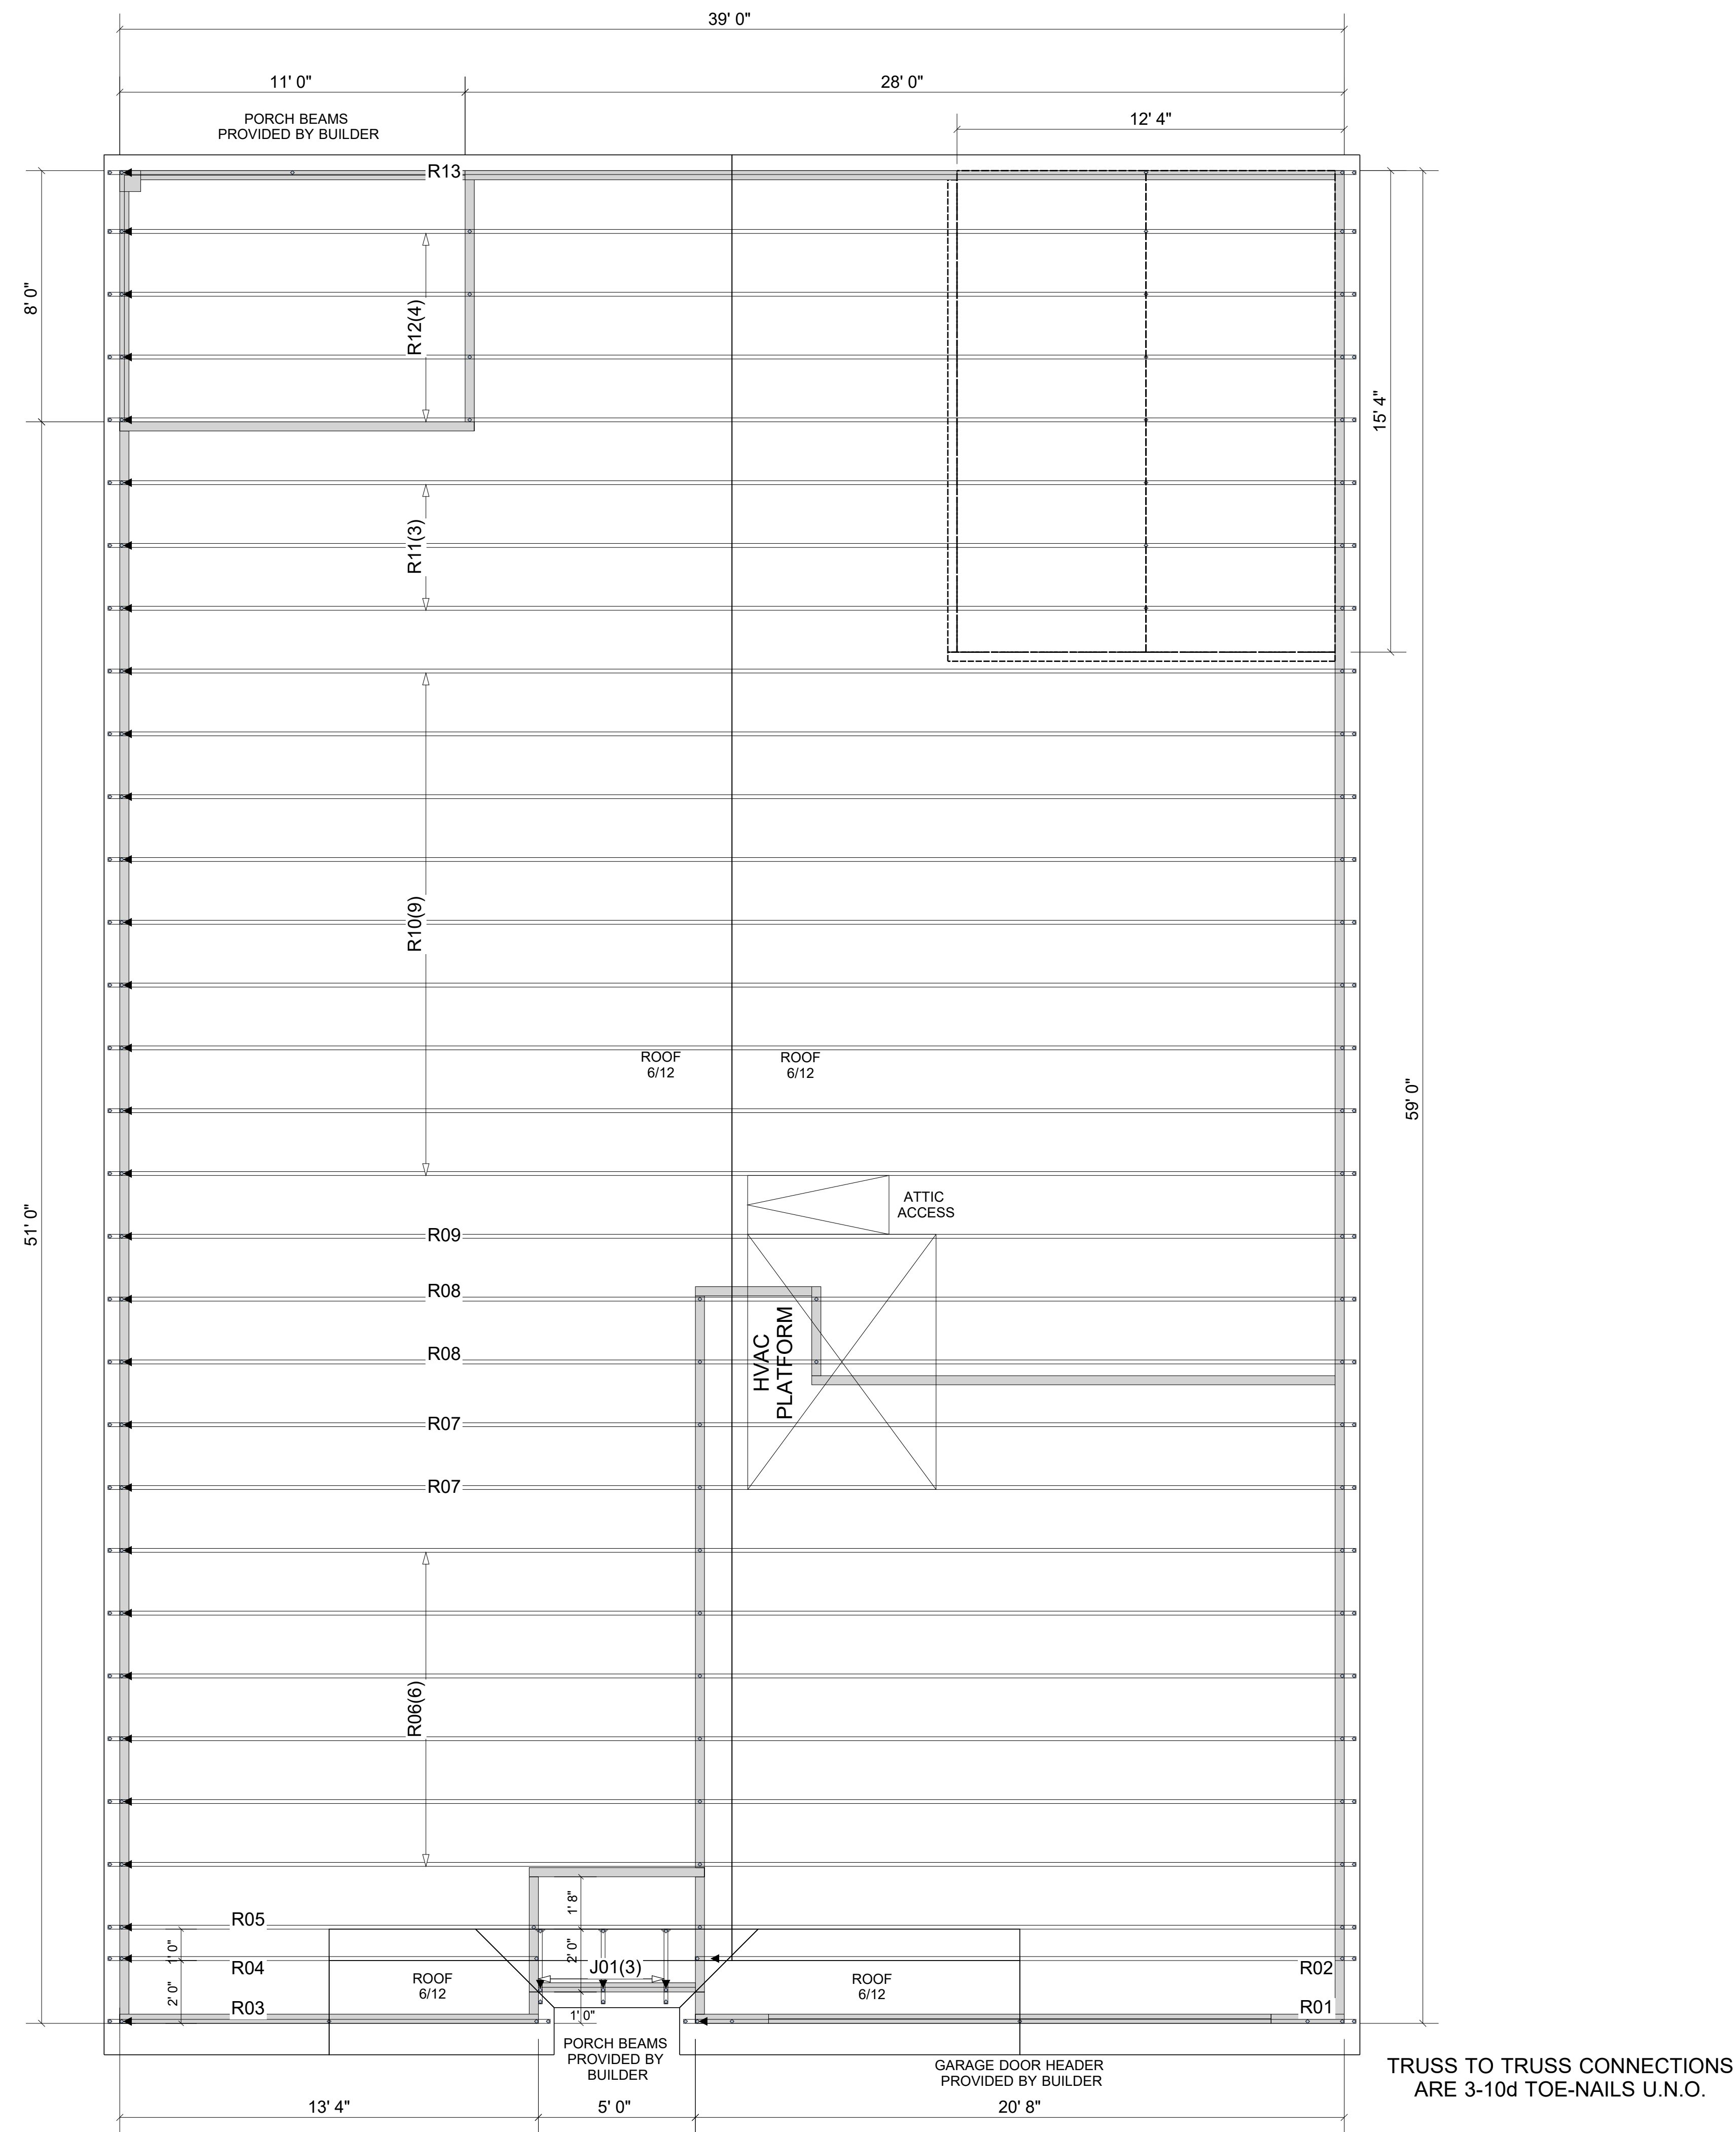 39' 0"
11' 0"
28' 0"
PORCH BEAMS
PROVIDED BY BUILDER
12' 4"
R13
8' 0"
R12(4)
15' 4"
R11(3)
R10(9)
ROOF
6/12
ROOF
6/12
59' 0"
51' 0"
ATTIC
ACCESS
R09
R08
HVAC
PLATFORM
R08
R07
R07
R06(6)
R05
1' 8"
1' 0"
2' 0"
R04
J01(3)
R02
ROOF
6/12
ROOF
6/12
2' 0"
R03
R01
1' 0"
PORCH BEAMS
PROVIDED BY
BUILDER
GARAGE DOOR HEADER
PROVIDED BY BUILDER
TRUSS TO TRUSS CONNECTIONS
ARE 3-10d TOE-NAILS U.N.O.
13' 4"
5' 0"
20' 8"